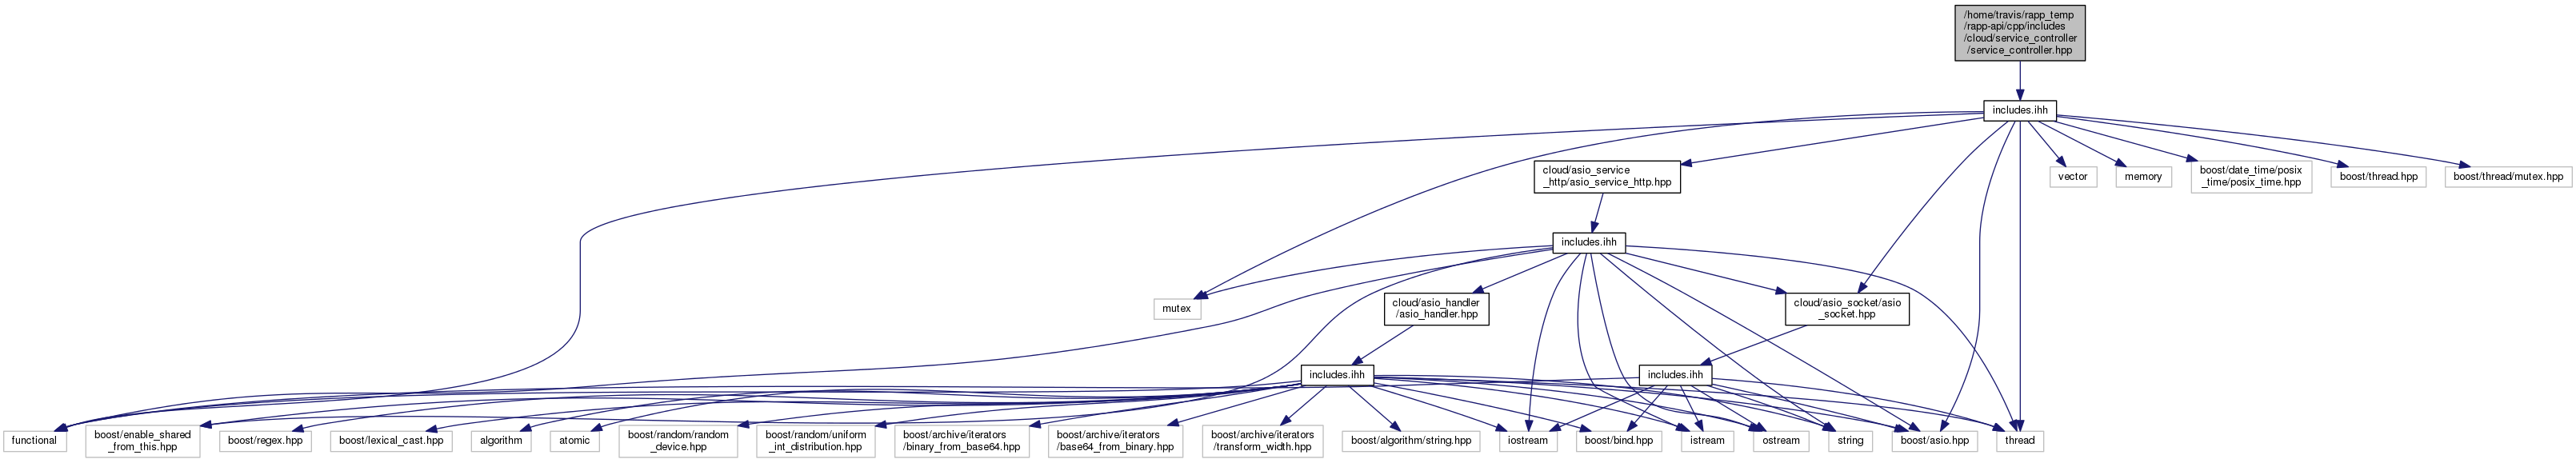 /home/travis/rapp_temp
/rapp-api/cpp/includes
/cloud/service_controller
/service_controller.hpp
includes.ihh
cloud/asio_service
_http/asio_service_http.hpp
vector
memory
boost/date_time/posix
_time/posix_time.hpp
boost/thread.hpp
boost/thread/mutex.hpp
includes.ihh
mutex
cloud/asio_handler
/asio_handler.hpp
cloud/asio_socket/asio
_socket.hpp
includes.ihh
includes.ihh
functional
boost/enable_shared
_from_this.hpp
boost/regex.hpp
boost/lexical_cast.hpp
algorithm
atomic
boost/random/random
_device.hpp
boost/random/uniform
_int_distribution.hpp
boost/archive/iterators
/binary_from_base64.hpp
boost/archive/iterators
/base64_from_binary.hpp
boost/archive/iterators
/transform_width.hpp
boost/algorithm/string.hpp
iostream
boost/bind.hpp
istream
ostream
string
boost/asio.hpp
thread